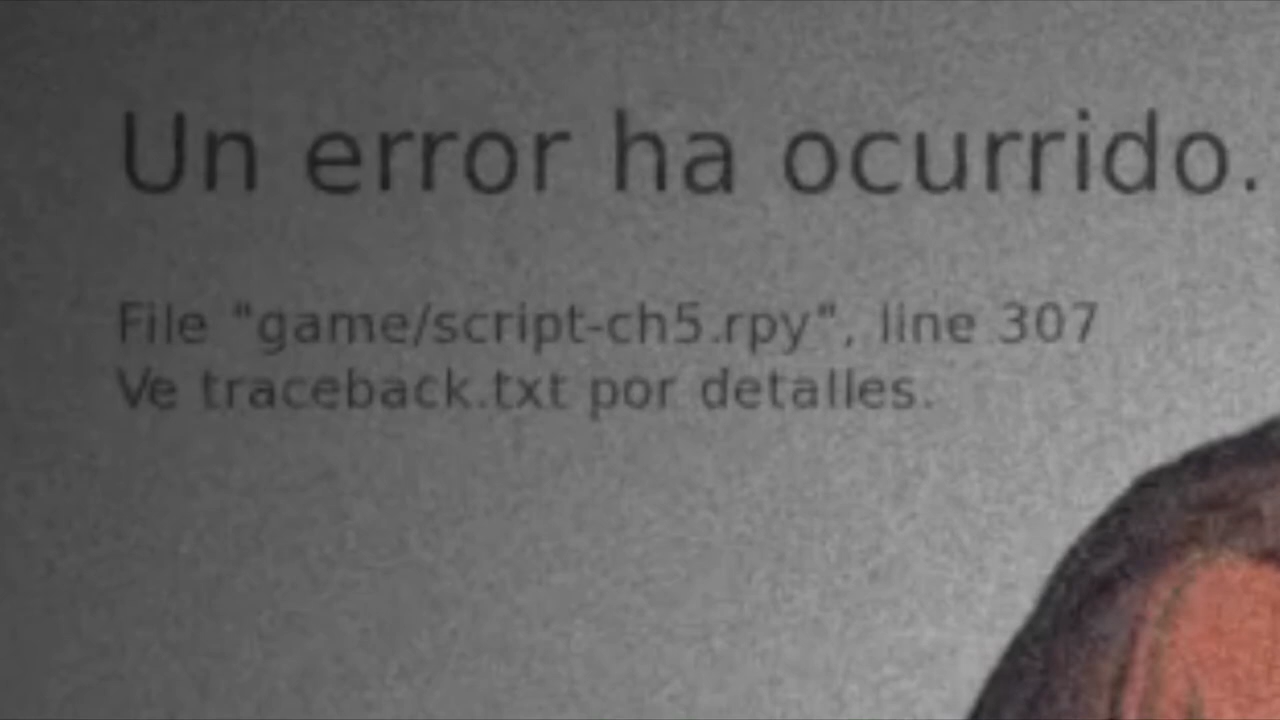 Un error ha ocurrido.
File "game/script-ch5.rpy", line 307
Ve traceback.txt por detalles.